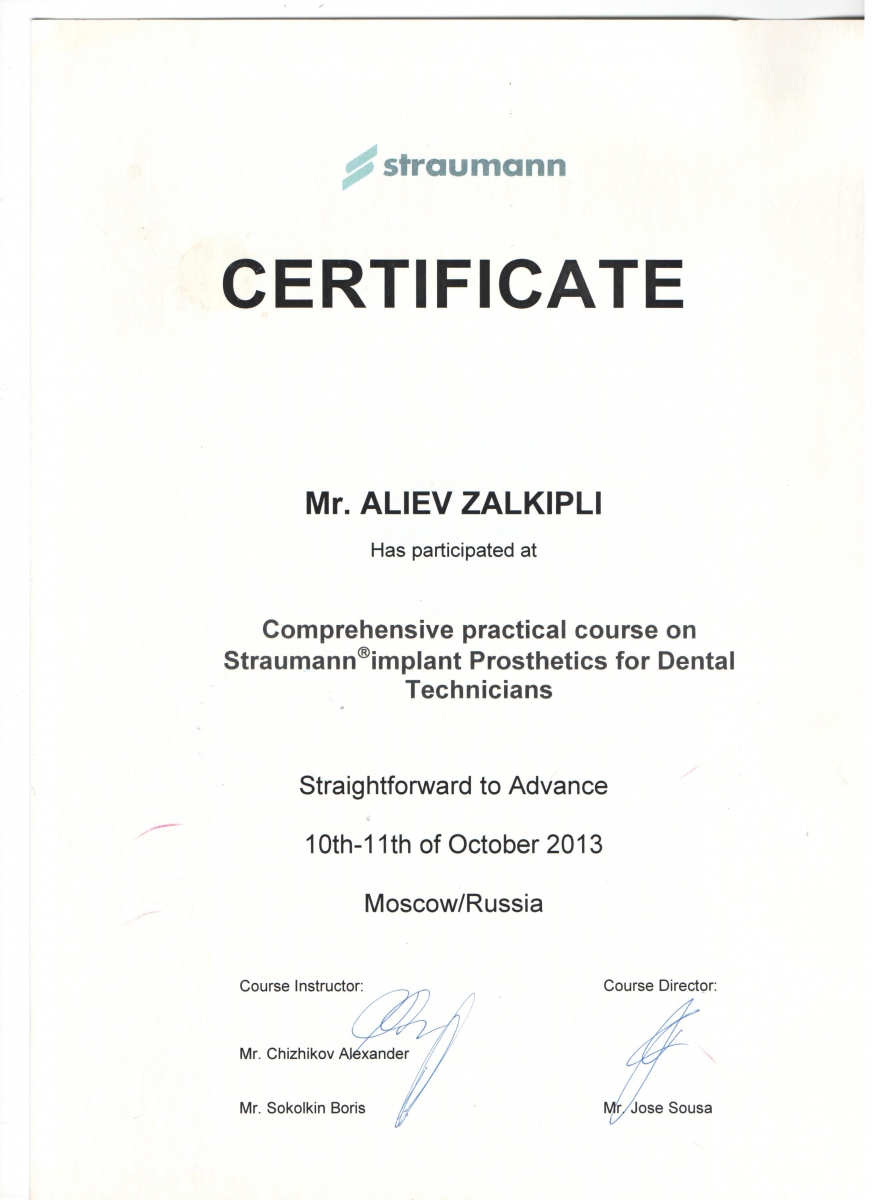 straumann
CERTIFICATE
Mr. ALIEV ZALKIPLI
Has participated at
Comprehensive practical course on
Straumann®implant Prosthetics for Dental
Technicians
Straightforward to Advance
10th-11th of October 2013
Moscow/Russia
Course Instructor:
Course Director:
Mr. Chizhikov Alexander
Mr. Sokolkin Boris
Mr. Jose Sousa